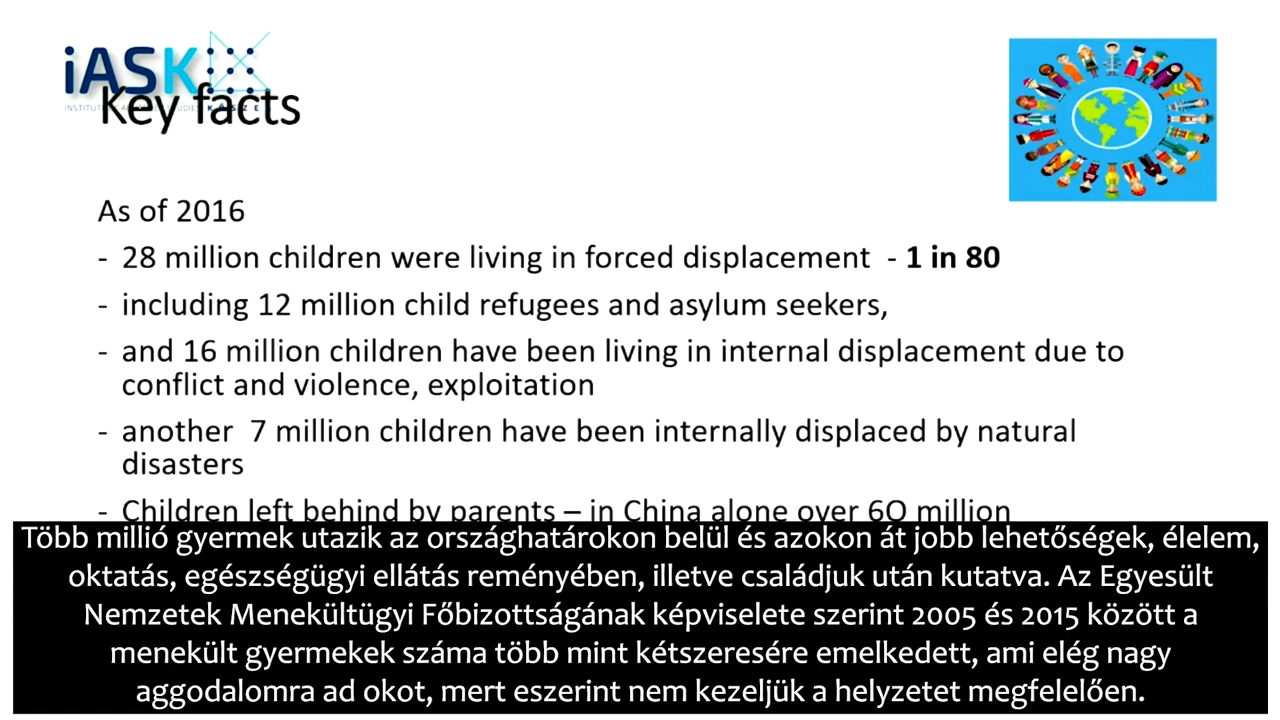 iASK
Key facts
As of 2016
- 28 million children were living in forced displacement - 1 in 80
- including 12 million child refugees and asylum seekers,
- and 16 million children have been living in internal displacement due to
conflict and violence, exploitation
- another 7 million children have been internally displaced by natural
disasters
- Children left behind by parents – in China alone over 60 million
Több millió gyermek utazik az országhatárokon belül és azokon át jobb lehetőségek, élelem,
oktatás, egészségügyi ellátás reményében, illetve családjuk után kutatva. Az Egyesült
Nemzetek Menekültügyi Főbizottságának képviselete szerint 2005 és 2015 között a
menekült gyermekek száma több mint kétszeresére emelkedett, ami elég nagy
aggodalomra ad okot, mert eszerint nem kezeljük a helyzetet megfelelően.